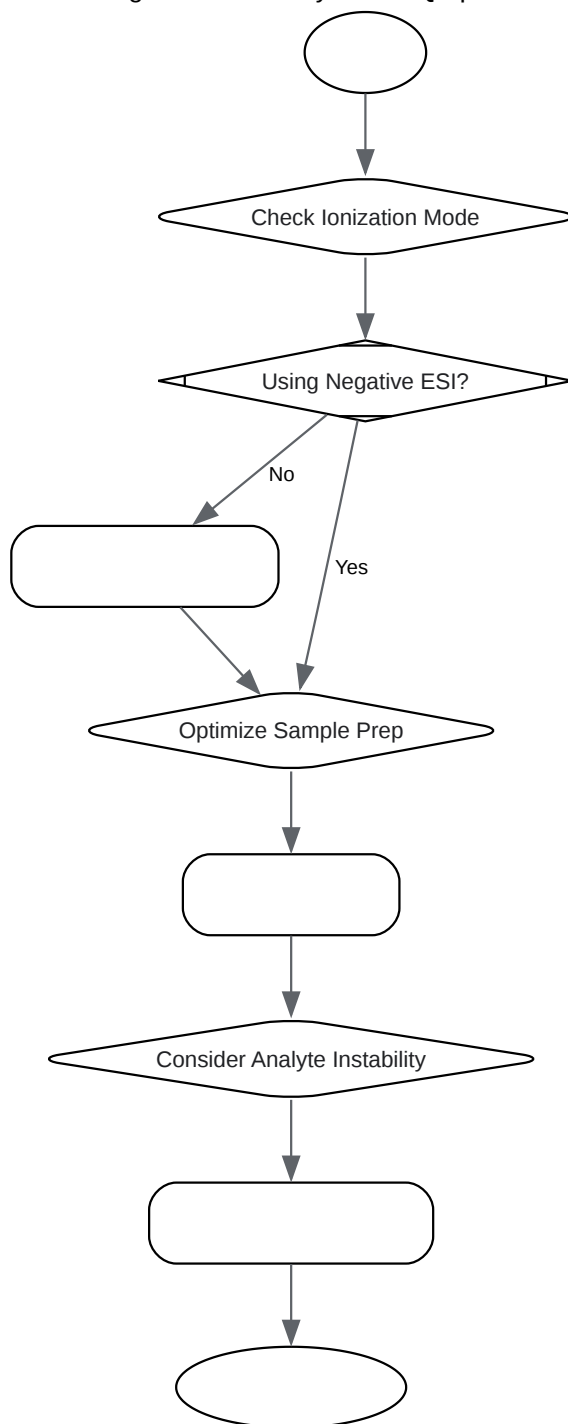 Check Ionization Mode
Using Negative ESI?
No
Yes
Optimize Sample Prep
Consider Analyte Instability